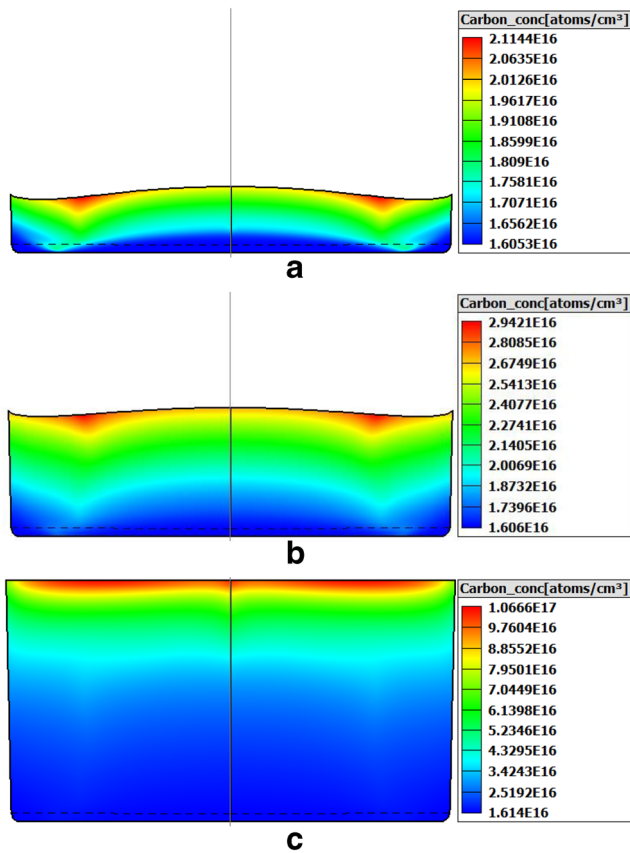 Carbon_conc[atoms/cm³]
2.1144E16
2.0635E16
2.0126E16
1.9617E16
1.9108E16
1.8599E16
1.809E16
1.7581E16
1.7071E16
1.6562E16
1.6053E16
a
Carbon_conc[atoms/cm³]
2.9421E16
2.8085E16
2.6749E16
2.5413E16
2.4077E16
2.2741E16
2.1405E16
2.0069E16
1.8732E16
1.7396E16
1.606E16
b
Carbon_conc[atoms/cm³]
1.0666E17
9.7604E16
8.8552E16
7.9501E16
7.0449E16
6.1398E16
5.2346E16
4.3295E16
3.4243E16
2.5192E16
1.614E16
c